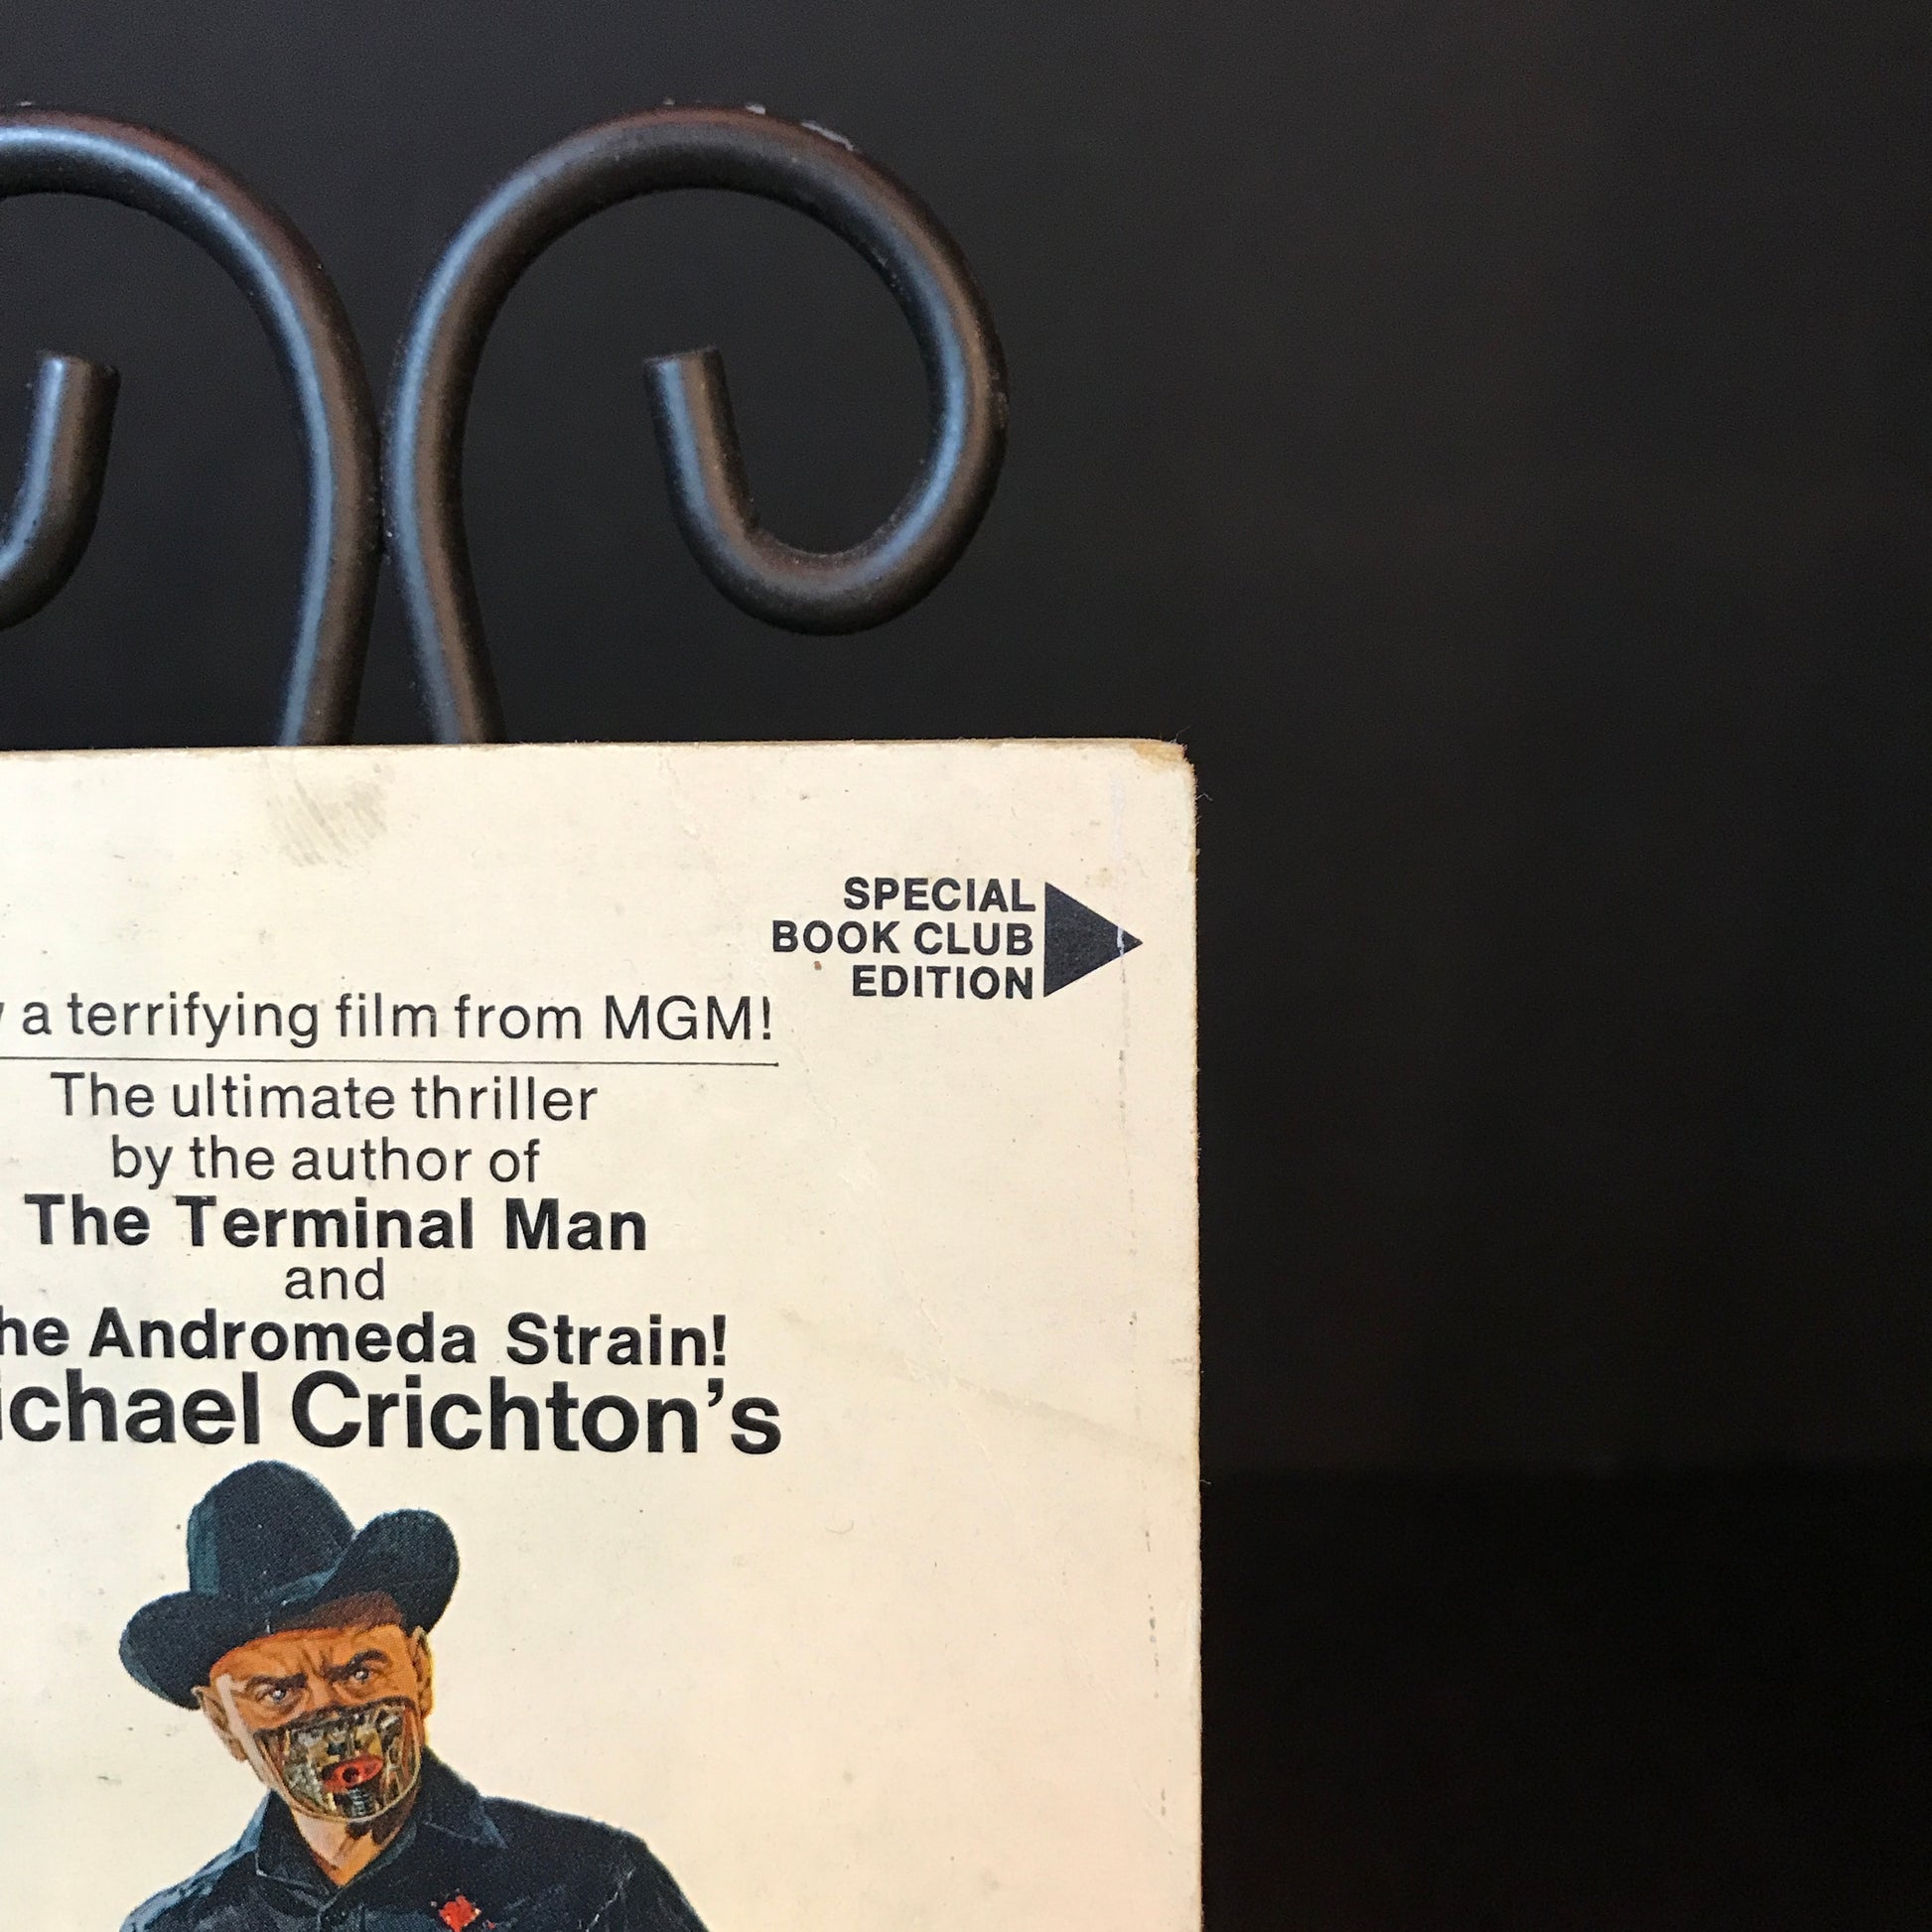 SPECIAL
BOOK CLUB
EDITION
a terrifying film from MGM!
The ultimate thriller
by the author of
The Terminal Man
and
he Andromeda Strain!
ichael Crichton's